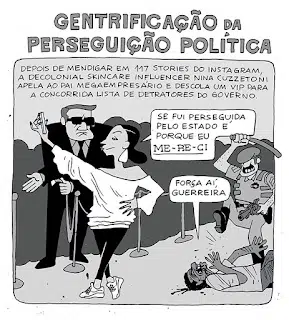 GENTRIFICAÇÃO DA
PERSEGUIÇÃO POLÍTICA
DEPOIS DE MENDIGAR EM 117 STORIES DO INSTAGRAM,
A DECOLONIAL SKINCARE INFLUENCER NINA CUZZETONI
APELA AO PAI MEGAEMPRESÁRIO E DESCOLA UM VIP PARA
A CONCORRIDA LISTA DE DETRATORES DO GOVERNO.
SE FUI PERSEGUIDA
PELO ESTADO É
PORQUE EU
ME-RE-CI
FORÇA AÍ,
GUERREIRA